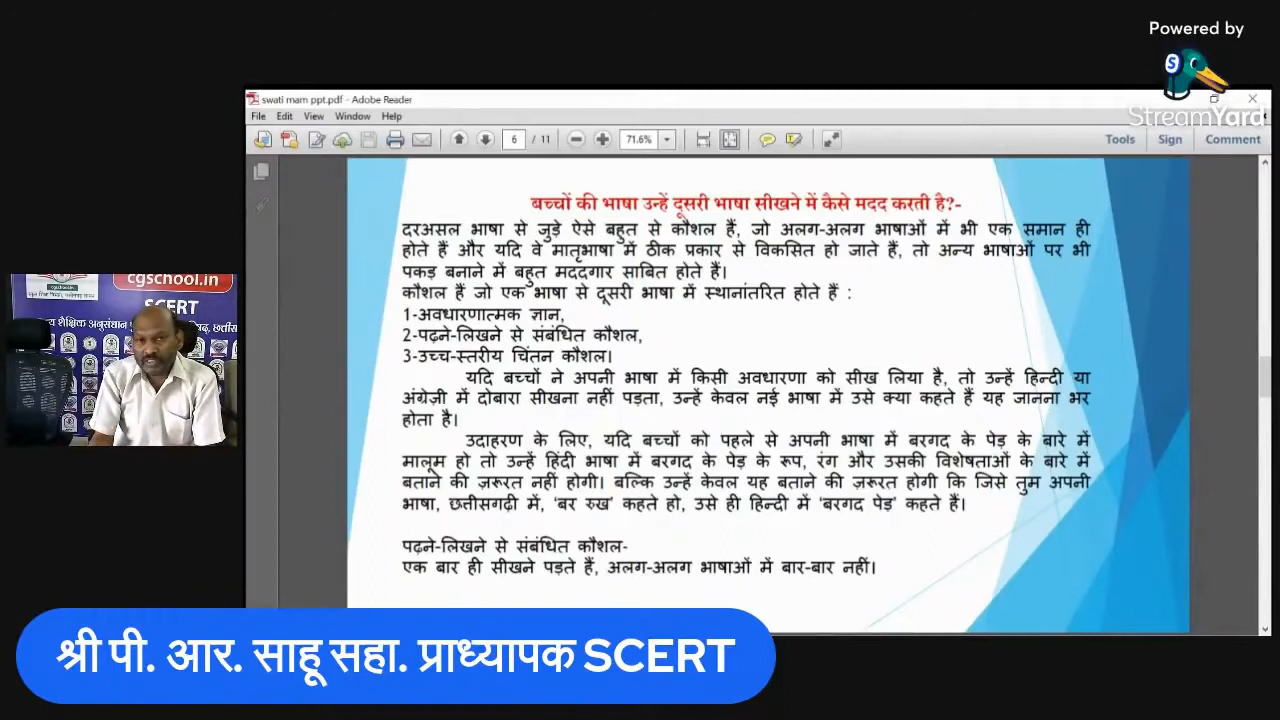 Powered by
S
StreamYard
swati mam ppt.pdf - Adobe Reader
File Edit View Window Help
6 / 11 71.6% Tools Sign Comment
बच्चों की भाषा उन्हें दूसरी भाषा सीखने में कैसे मदद करती है?-
दरअसल भाषा से जुड़े ऐसे बहुत से कौशल हैं, जो अलग-अलग भाषाओं में भी एक समान ही
होते हैं और यदि वे मातृभाषा में ठीक प्रकार से विकसित हो जाते हैं, तो अन्य भाषाओं पर भी
पकड़ बनाने में बहुत मददगार साबित होते हैं।
कौशल हैं जो एक भाषा से दूसरी भाषा में स्थानांतरित होते हैं :
1-अवधारणात्मक ज्ञान,
2-पढ़ने-लिखने से संबंधित कौशल,
3-उच्च-स्तरीय चिंतन कौशल।
यदि बच्चों ने अपनी भाषा में किसी अवधारणा को सीख लिया है, तो उन्हें हिन्दी या
अंग्रेज़ी में दोबारा सीखना नहीं पड़ता, उन्हें केवल नई भाषा में उसे क्या कहते हैं यह जानना भर
होता है।
उदाहरण के लिए, यदि बच्चों को पहले से अपनी भाषा में बरगद के पेड़ के बारे में
मालूम हो तो उन्हें हिंदी भाषा में बरगद के पेड़ के रूप, रंग और उसकी विशेषताओं के बारे में
बताने की ज़रूरत नहीं होगी। बल्कि उन्हें केवल यह बताने की ज़रूरत होगी कि जिसे तुम अपनी
भाषा, छत्तीसगढ़ी में, 'बर रुख' कहते हो, उसे ही हिन्दी में 'बरगद पेड़' कहते हैं।
पढ़ने-लिखने से संबंधित कौशल-
एक बार ही सीखने पड़ते हैं, अलग-अलग भाषाओं में बार-बार नहीं।
cgschool.in
SCERT
श्री पी. आर. साहू सहा. प्राध्यापक SCERT